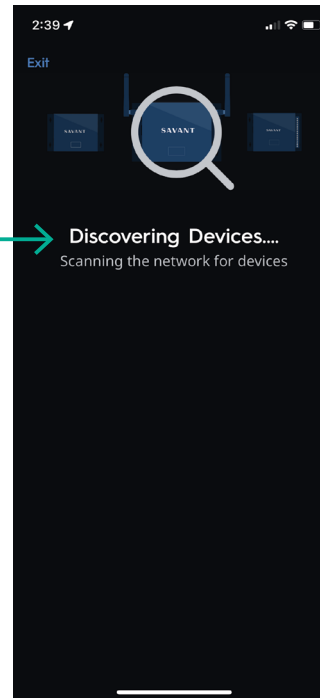 2:39
Exit
SAVANT SAVANT
Discovering Devices....
Scanning the network for devices